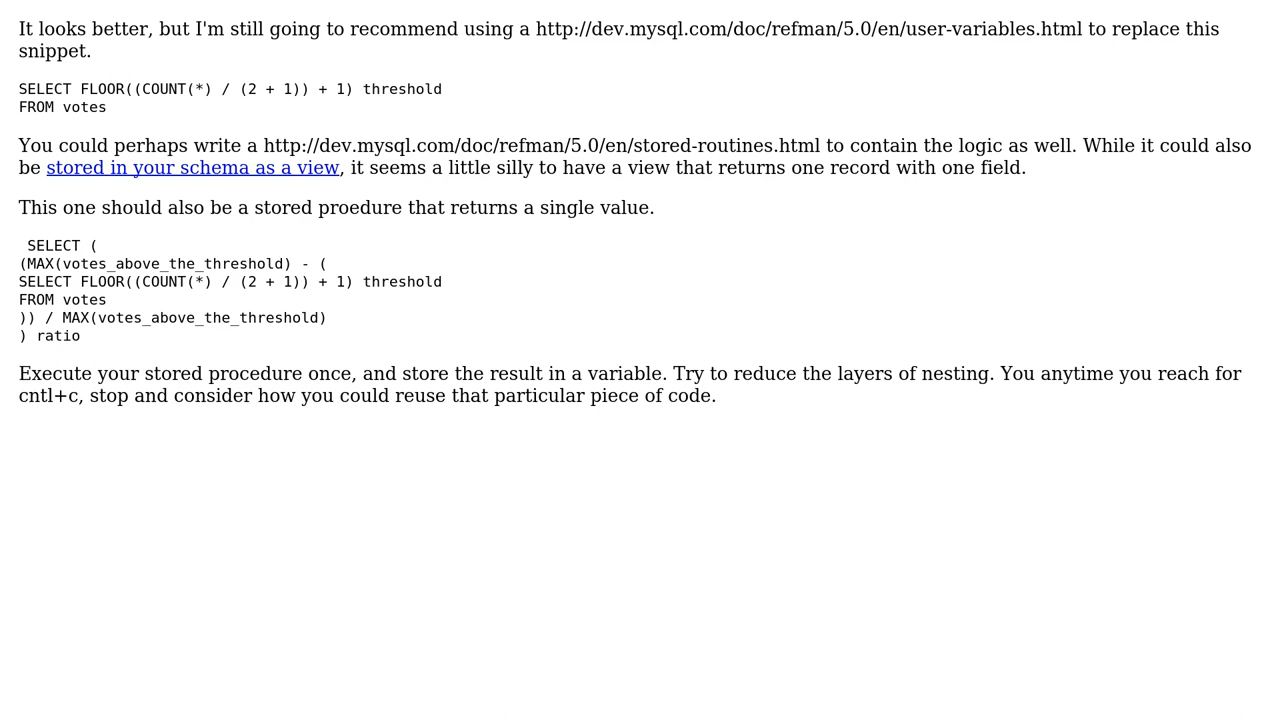 It looks better, but I'm still going to recommend using a http://dev.mysql.com/doc/refman/5.0/en/user-variables.html to replace this
snippet.
SELECT FLOOR((COUNT(*) / (2 + 1)) + 1) threshold
FROM votes
You could perhaps write a http://dev.mysql.com/doc/refman/5.0/en/stored-routines.html to contain the logic as well. While it could also
be stored in your schema as a view, it seems a little silly to have a view that returns one record with one field.
This one should also be a stored proedure that returns a single value.
SELECT (
(MAX(votes_above_the_threshold) - (
SELECT FLOOR((COUNT(*) / (2 + 1)) + 1) threshold
FROM votes
)) / MAX(votes_above_the_threshold)
) ratio
Execute your stored procedure once, and store the result in a variable. Try to reduce the layers of nesting. You anytime you reach for
cntl+c, stop and consider how you could reuse that particular piece of code.